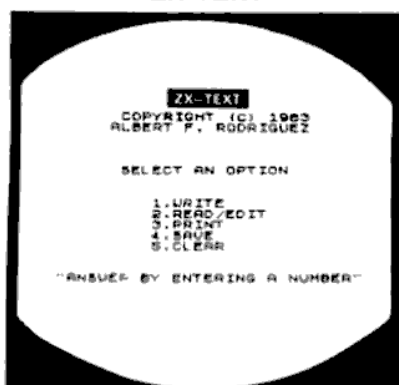 ZX-TEXT
COPYRIGHT (C) 1983
ALBERT F. RODRIGUEZ
SELECT AN OPTION
1.WRITE
2.READ/EDIT
3.PRINT
4.SAVE
5.CLEAR
"ANSWER BY ENTERING A NUMBER"